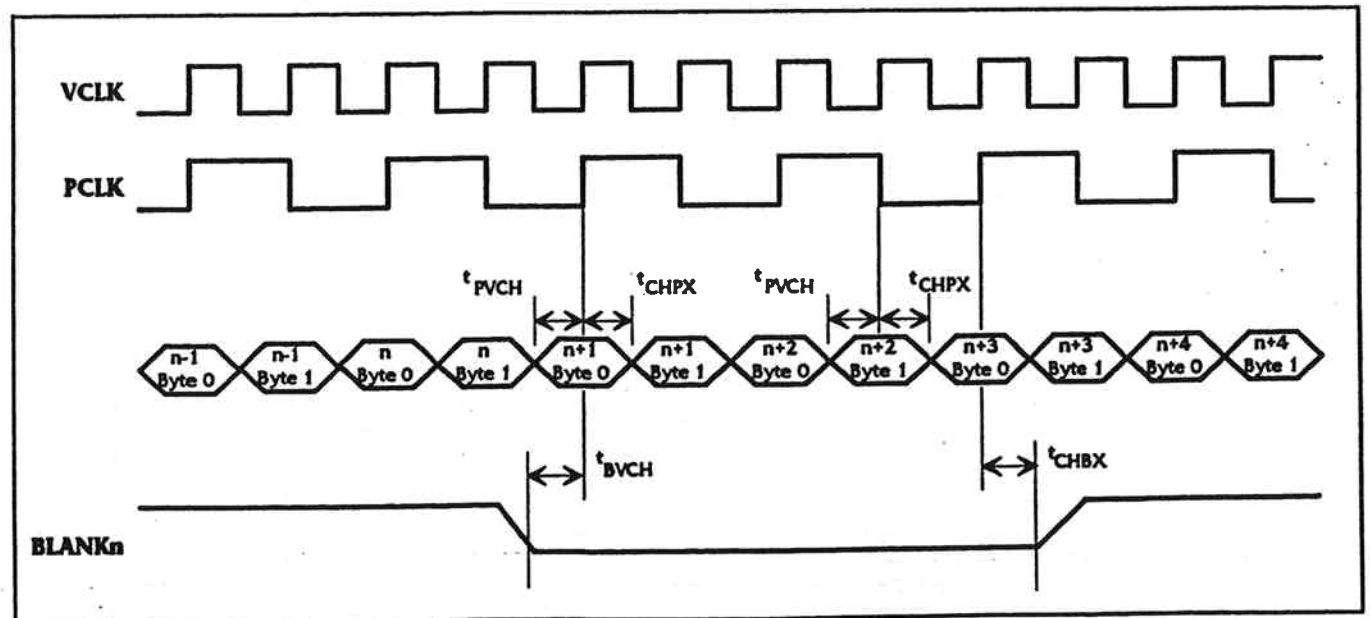 VCLK
PCLK
tPVCH tCHPX tPVCH tCHPX
n-1 n-1 n n n+1 n+1 n+2 n+2 n+3 n+3 n+4 n+4
Byte 0 Byte 1 Byte 0 Byte 1 Byte 0 Byte 1 Byte 0 Byte 1 Byte 0 Byte 1 Byte 0 Byte 1
tBVCH tCHBX
BLANKn